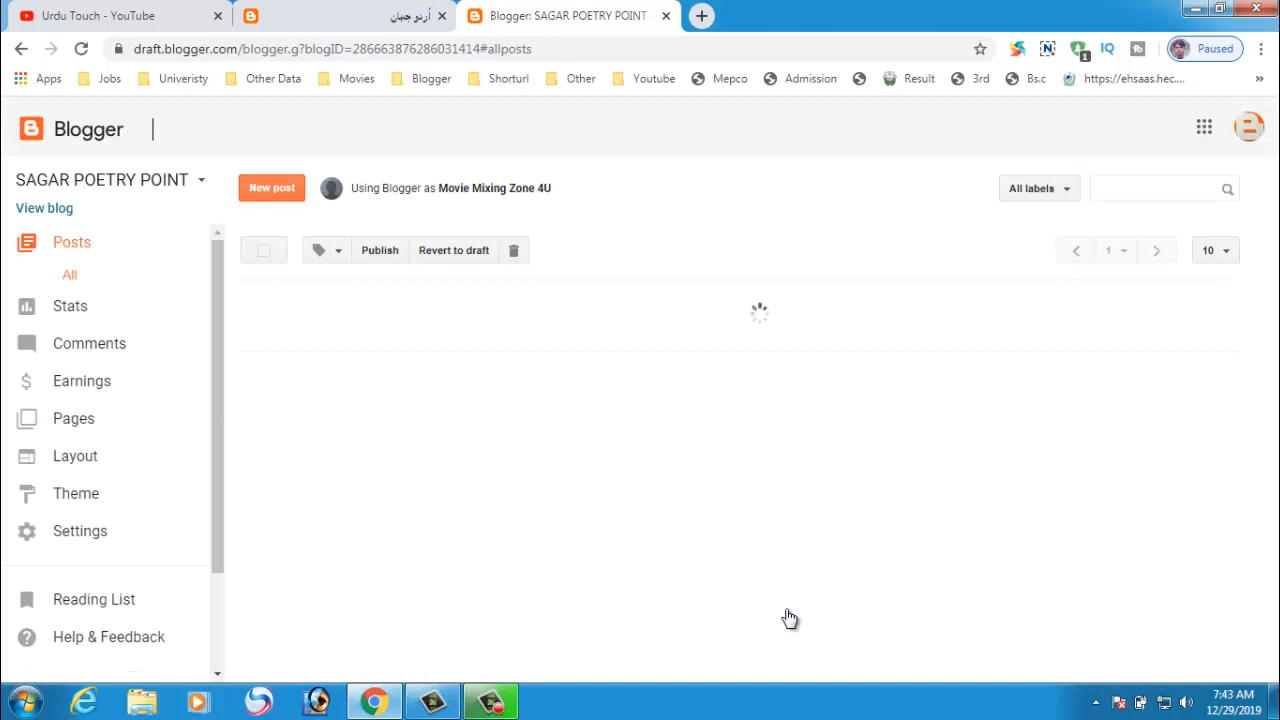 Urdu Touch - YouTube
اُردو جہان
Blogger: SAGAR POETRY POINT -
draft.blogger.com/blogger.g?blogID=286663876286031414#allposts
1
IQ
Paused
Apps
Jobs
Univeristy
Other Data
Movies
Blogger
Shorturl
Other
Youtube
Mepco
Admission
Result
3rd
Bs.c
https://ehsaas.hec....
»
Blogger
SAGAR POETRY POINT
View blog
New post
Using Blogger as Movie Mixing Zone 4U
All labels
Publish
Revert to draft
1
10
Posts
All
Stats
Comments
Earnings
Pages
Layout
Theme
Settings
Reading List
Help & Feedback
7:43 AM
12/29/2019